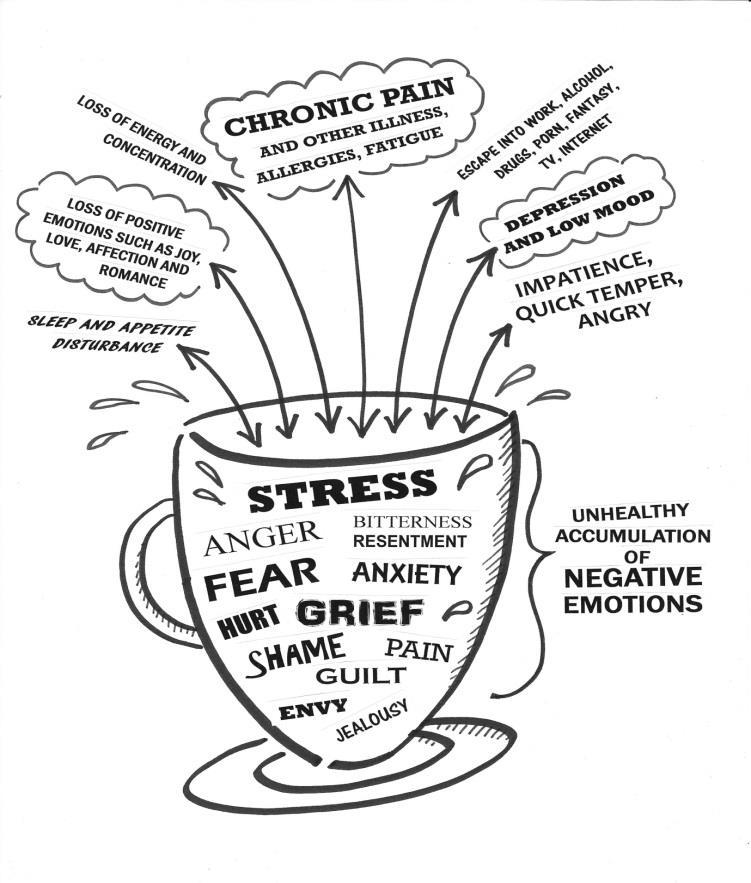 LOSS OF ENERGY AND
CONCENTRATION
CHRONIC PAIN
AND OTHER ILLNESS,
ALLERGIES, FATIGUE
ESCAPE INTO WORK, ALCOHOL,
DRUGS, PORN, FANTASY,
TV, INTERNET
LOSS OF POSITIVE
EMOTIONS SUCH AS JOY,
LOVE, AFFECTION AND
ROMANCE
DEPRESSION
AND LOW MOOD
SLEEP AND APPETITE
DISTURBANCE
IMPATIENCE,
QUICK TEMPER,
ANGRY
STRESS
ANGER
BITTERNESS
RESENTMENT
FEAR
ANXIETY
HURT
GRIEF
SHAME
PAIN
GUILT
ENVY
JEALOUSY
UNHEALTHY
ACCUMULATION
OF
NEGATIVE
EMOTIONS